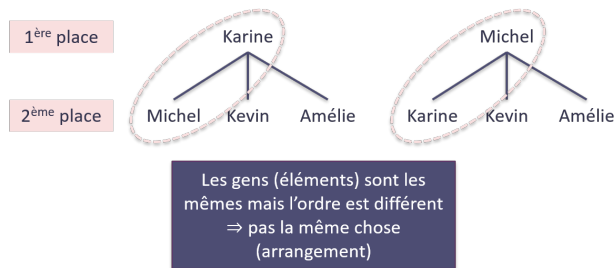 1ère place
Karine
Michel
2ème place
Michel Kevin Amélie
Karine Kevin Amélie
Les gens (éléments) sont les
mêmes mais l'ordre est différent
⇒ pas la même chose
(arrangement)